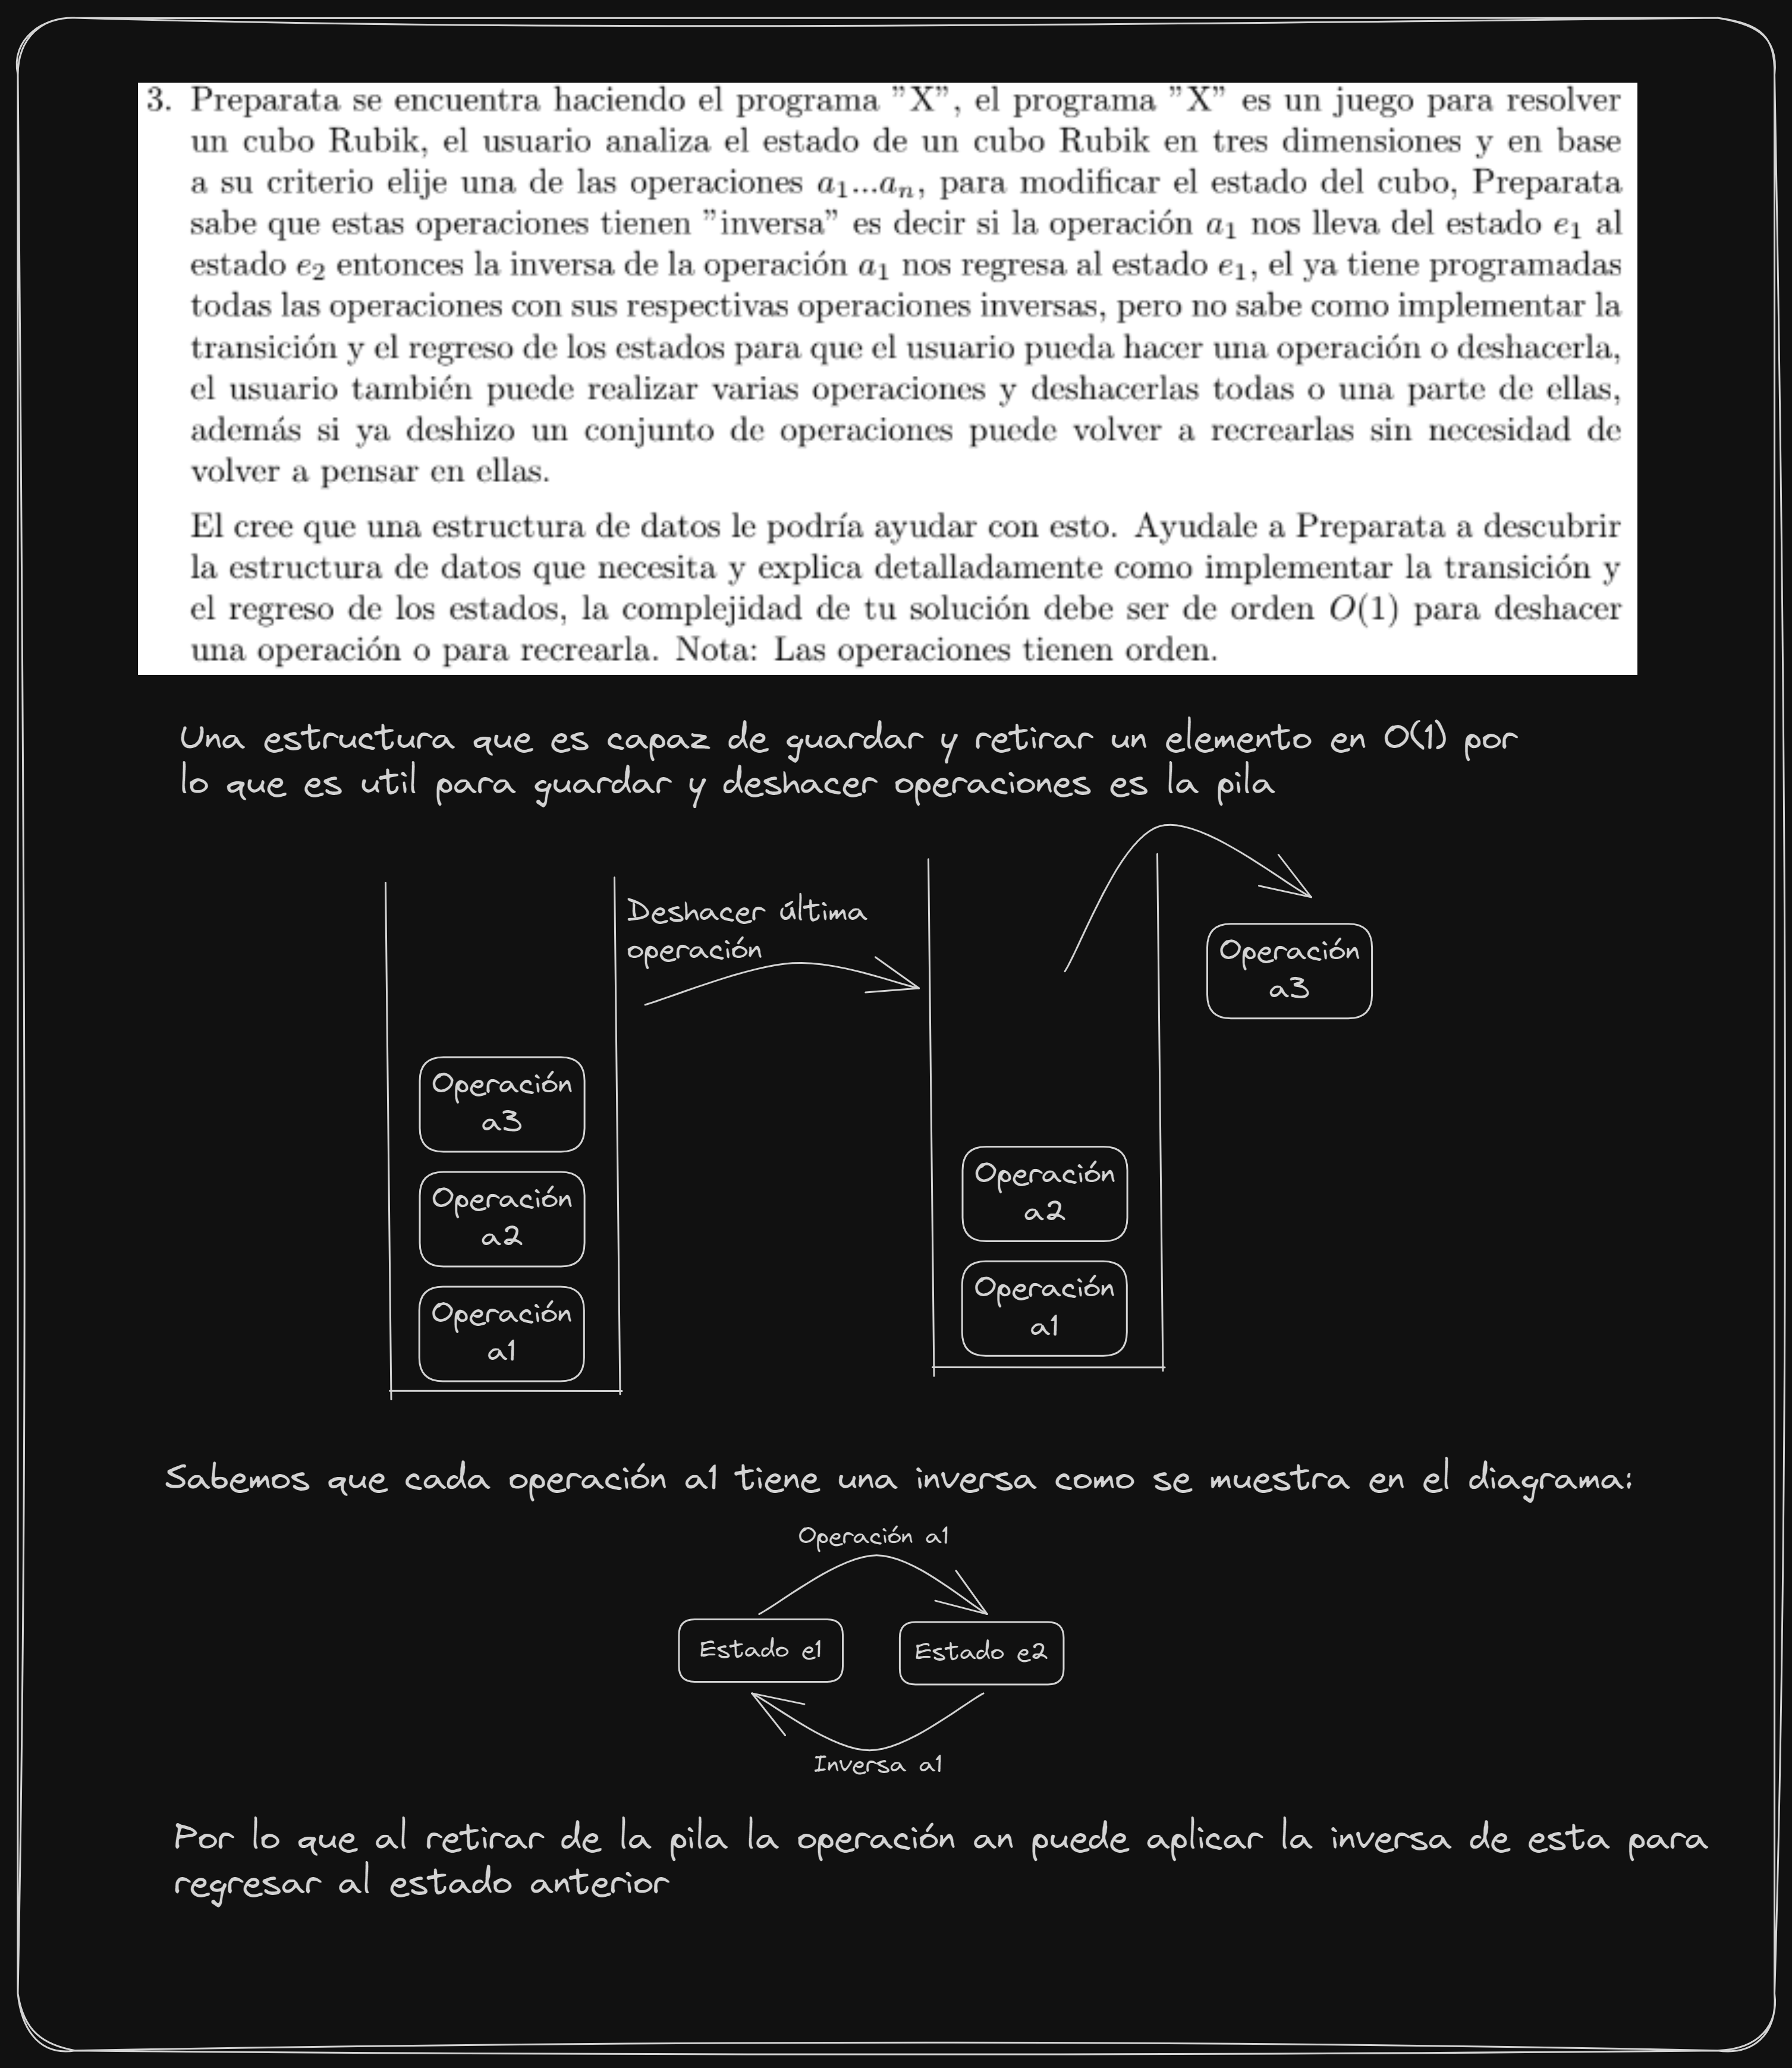 3. Preparata se encuentra haciendo el programa ”X”, el programa ”X” es un juego para resolver
un cubo Rubik, el usuario analiza el estado de un cubo Rubik en tres dimensiones y en base
a su criterio elije una de las operaciones a₁...aₙ, para modificar el estado del cubo, Preparata
sabe que estas operaciones tienen ”inversa” es decir si la operación a₁ nos lleva del estado e₁ al
estado e₂ entonces la inversa de la operación a₁ nos regresa al estado e₁, el ya tiene programadas
todas las operaciones con sus respectivas operaciones inversas, pero no sabe como implementar la
transición y el regreso de los estados para que el usuario pueda hacer una operación o deshacerla,
el usuario también puede realizar varias operaciones y deshacerlas todas o una parte de ellas,
además si ya deshizo un conjunto de operaciones puede volver a recrearlas sin necesidad de
volver a pensar en ellas.
El cree que una estructura de datos le podría ayudar con esto. Ayudale a Preparata a descubrir
la estructura de datos que necesita y explica detalladamente como implementar la transición y
el regreso de los estados, la complejidad de tu solución debe ser de orden O(1) para deshacer
una operación o para recrearla. Nota: Las operaciones tienen orden.
Una estructura que es capaz de guardar y retirar un elemento en O(1) por
lo que es util para guardar y deshacer operaciones es la pila
Deshacer última
operación
Operación
a3
Operación
a3
Operación
a2
Operación
a1
Operación
a2
Operación
a1
Sabemos que cada operación a1 tiene una inversa como se muestra en el diagrama:
Operación a1
Estado e1
Estado e2
Inversa a1
Por lo que al retirar de la pila la operación an puede aplicar la inversa de esta para
regresar al estado anterior